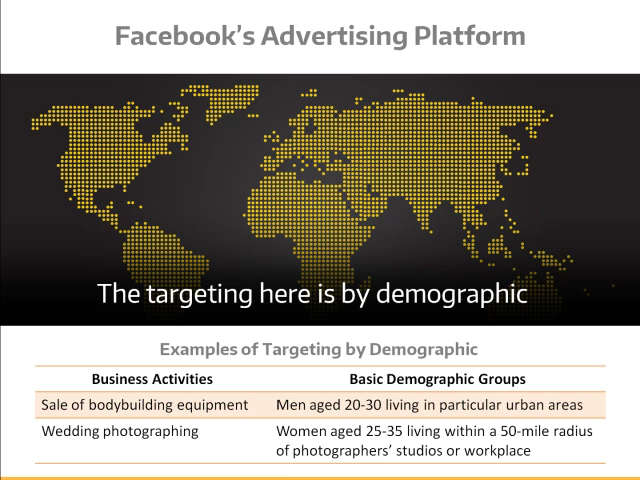 Facebook’s Advertising Platform
The targeting here is by demographic
Examples of Targeting by Demographic
Business Activities Basic Demographic Groups
Sale of bodybuilding equipment Men aged 20-30 living in particular urban areas
Wedding photographing Women aged 25-35 living within a 50-mile radius
of photographers’ studios or workplace